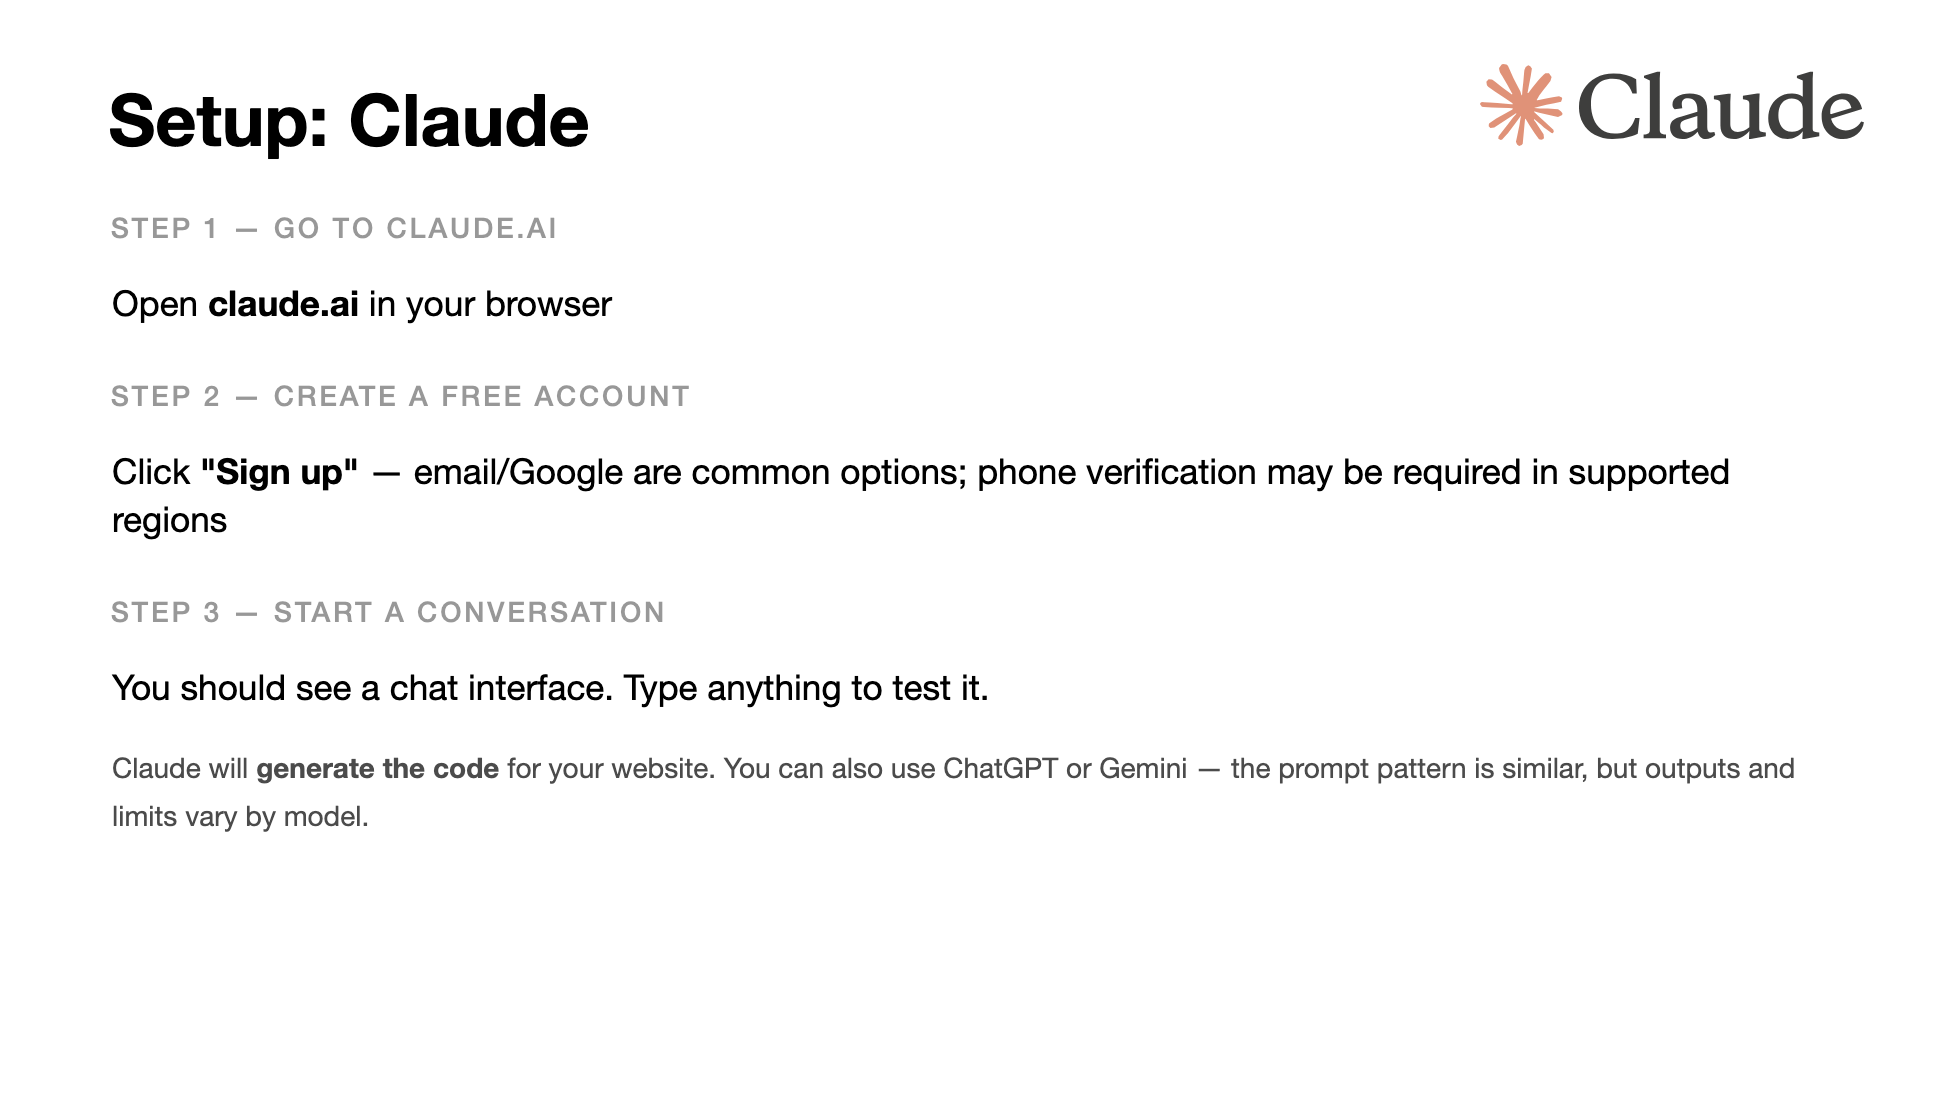 Setup: Claude
Claude
STEP 1 — GO TO CLAUDE.AI
Open claude.ai in your browser
STEP 2 — CREATE A FREE ACCOUNT
Click "Sign up" — email/Google are common options; phone verification may be required in supported
regions
STEP 3 — START A CONVERSATION
You should see a chat interface. Type anything to test it.
Claude will generate the code for your website. You can also use ChatGPT or Gemini — the prompt pattern is similar, but outputs and
limits vary by model.